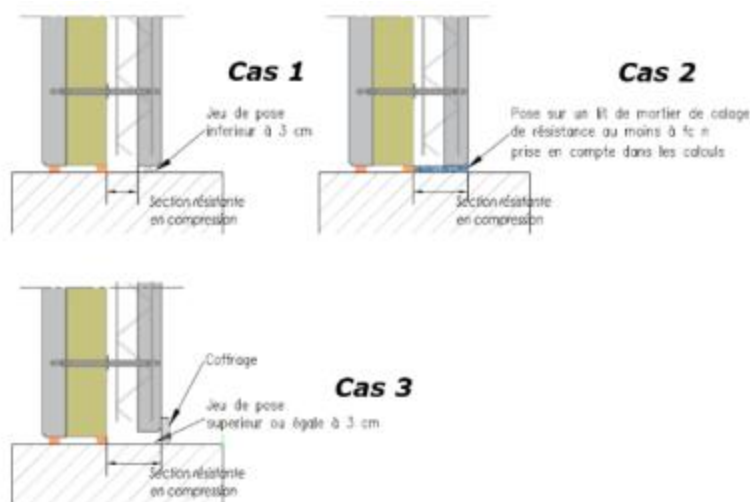 Cas 1
Jeu de pose
inferieur à 3 cm
Section résistante
en compression
Cas 2
Pose sur un lit de mortier de calage
de résistance au moins à fc n
prise en compte dans les calculs
Section résistante
en compression
Cas 3
Coffrage
Jeu de pose
superieur ou égale à 3 cm
Section résistante
en compression